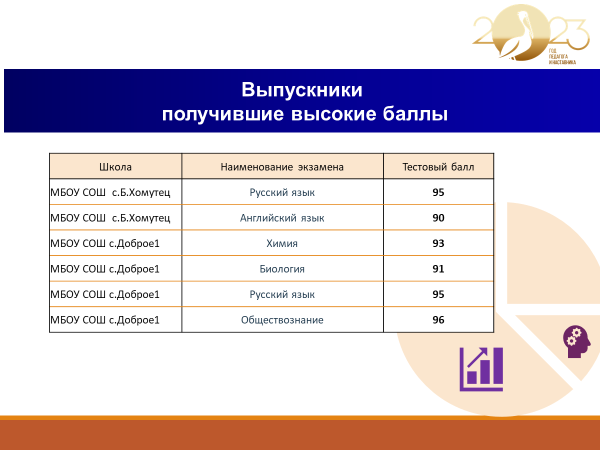 2023
ГОД
ПЕДАГОГА
И НАСТАВНИКА
Выпускники
получившие высокие баллы
Школа Наименование экзамена Тестовый балл
МБОУ СОШ с.Б.Хомутец Русский язык 95
МБОУ СОШ с.Б.Хомутец Английский язык 90
МБОУ СОШ с.Доброе1 Химия 93
МБОУ СОШ с.Доброе1 Биология 91
МБОУ СОШ с.Доброе1 Русский язык 95
МБОУ СОШ с.Доброе1 Обществознание 96